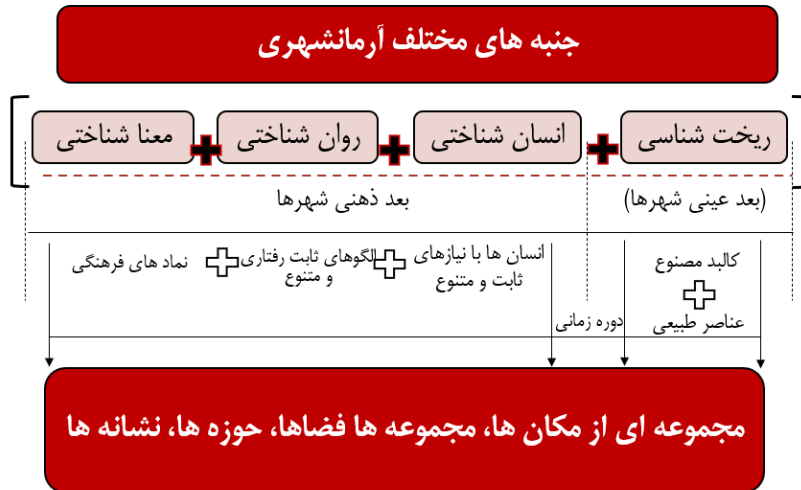 جنبه های مختلف آرمانشهری
ریخت شناسی
انسان شناختی
روان شناختی
معنا شناختی
(بعد عینی شهرها)
بعد ذهنی شهرها
کالبد مصنوع
عناصر طبیعی
دوره زمانی
انسان ها با نیازهای
ثابت و متنوع
الگوهای ثابت رفتاری
و متنوع
نماد های فرهنگی
مجموعه ای از مکان ها، مجموعه ها فضاها، حوزه ها، نشانه ها